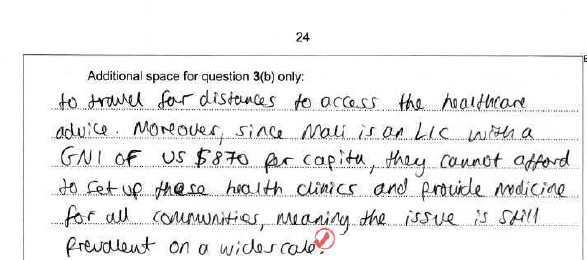 24
Additional space for question 3(b) only:
to travel far distances to access the healthcare
advice. Moreover, since Mali is an LIC with a
GNI OF US $870 per capita, they cannot afford
to set up these health clinics and provide medicine
for all communities, meaning the issue is still
prevalent on a wider scale.